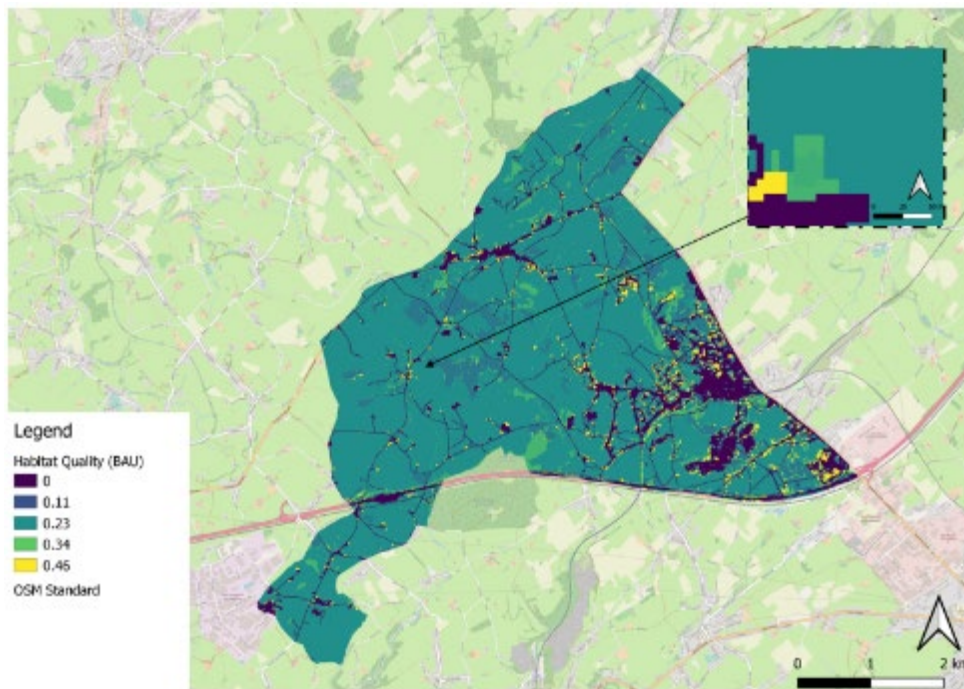 Legend
Habitat Quality (BAU)
0
0.11
0.23
0.34
0.46
OSM Standard
0 1 2 km